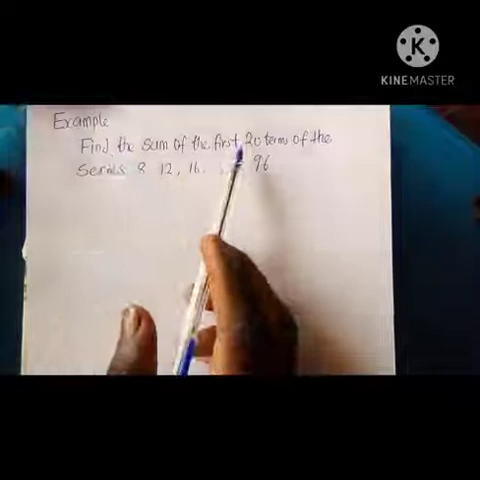 KINEMASTER
Example
Find the sum of the first 20 terms of the
Series 8 12, 16. . . 96